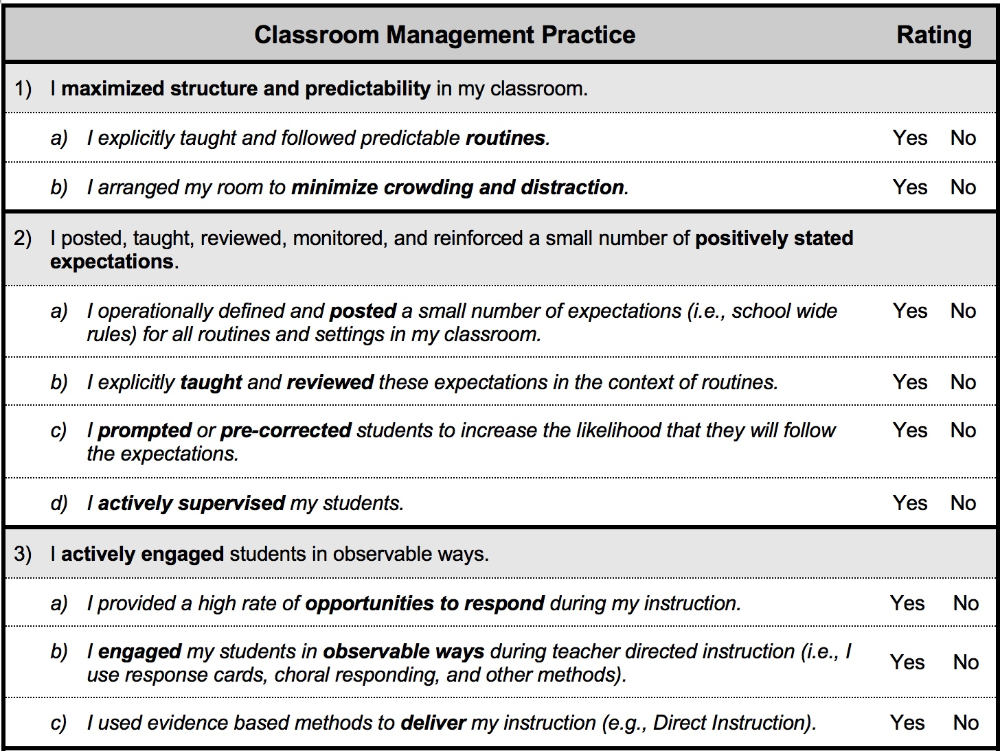 Classroom Management Practice Rating
1) I maximized structure and predictability in my classroom.
a) I explicitly taught and followed predictable routines. Yes No
b) I arranged my room to minimize crowding and distraction. Yes No
2) I posted, taught, reviewed, monitored, and reinforced a small number of positively stated
expectations.
a) I operationally defined and posted a small number of expectations (i.e., school wide Yes No
rules) for all routines and settings in my classroom.
b) I explicitly taught and reviewed these expectations in the context of routines. Yes No
c) I prompted or pre-corrected students to increase the likelihood that they will follow Yes No
the expectations.
d) I actively supervised my students. Yes No
3) I actively engaged students in observable ways.
a) I provided a high rate of opportunities to respond during my instruction. Yes No
b) I engaged my students in observable ways during teacher directed instruction (i.e., I
use response cards, choral responding, and other methods). Yes No
c) I used evidence based methods to deliver my instruction (e.g., Direct Instruction). Yes No